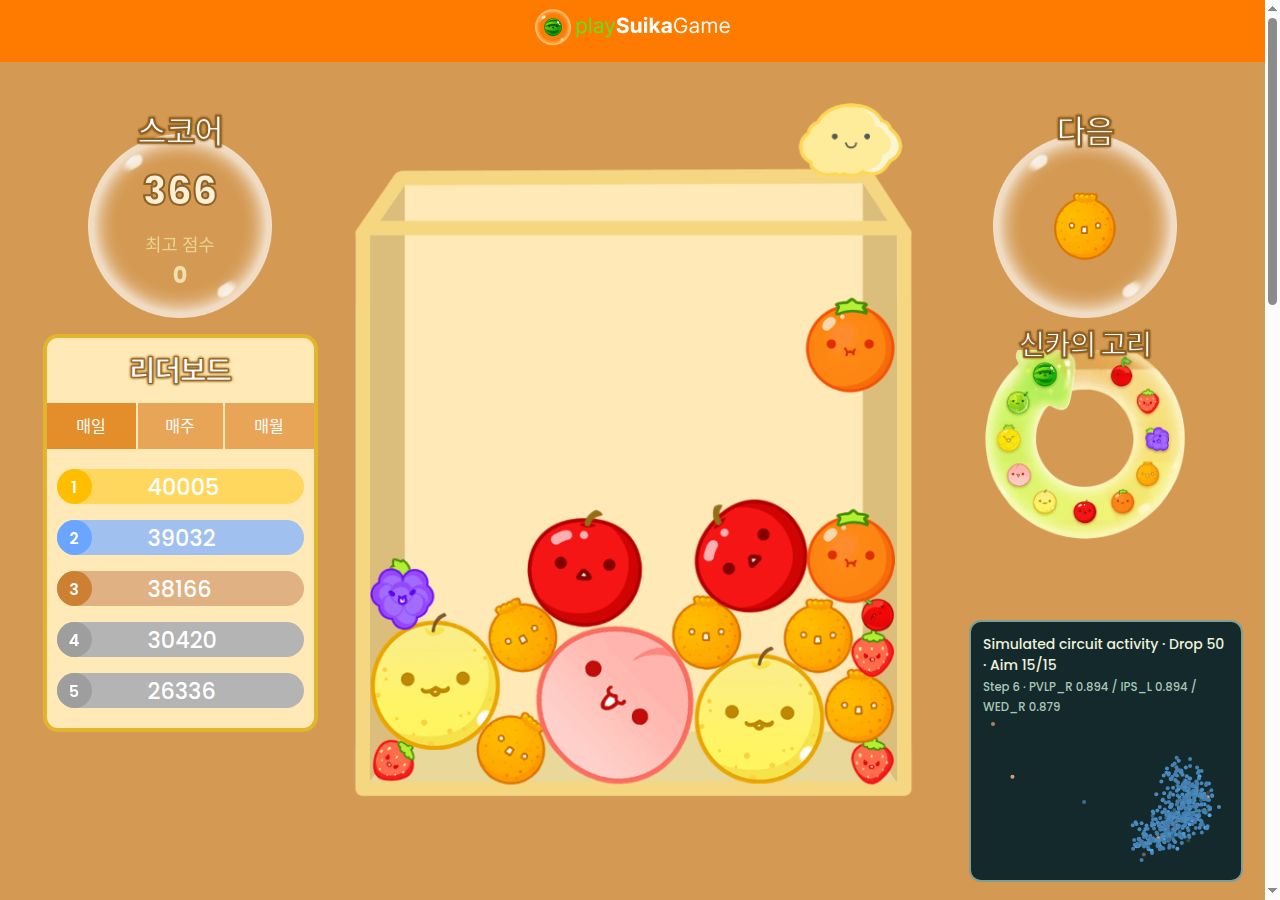 playSuikaGame
스코어
366
최고 점수
0
다음
신카의 고리
리더보드
매일 매주 매월
1 40005
2 39032
3 38166
4 30420
5 26336
Simulated circuit activity · Drop 50
· Aim 15/15
Step 6 · PVLP_R 0.894 / IPS_L 0.894 /
WED_R 0.879